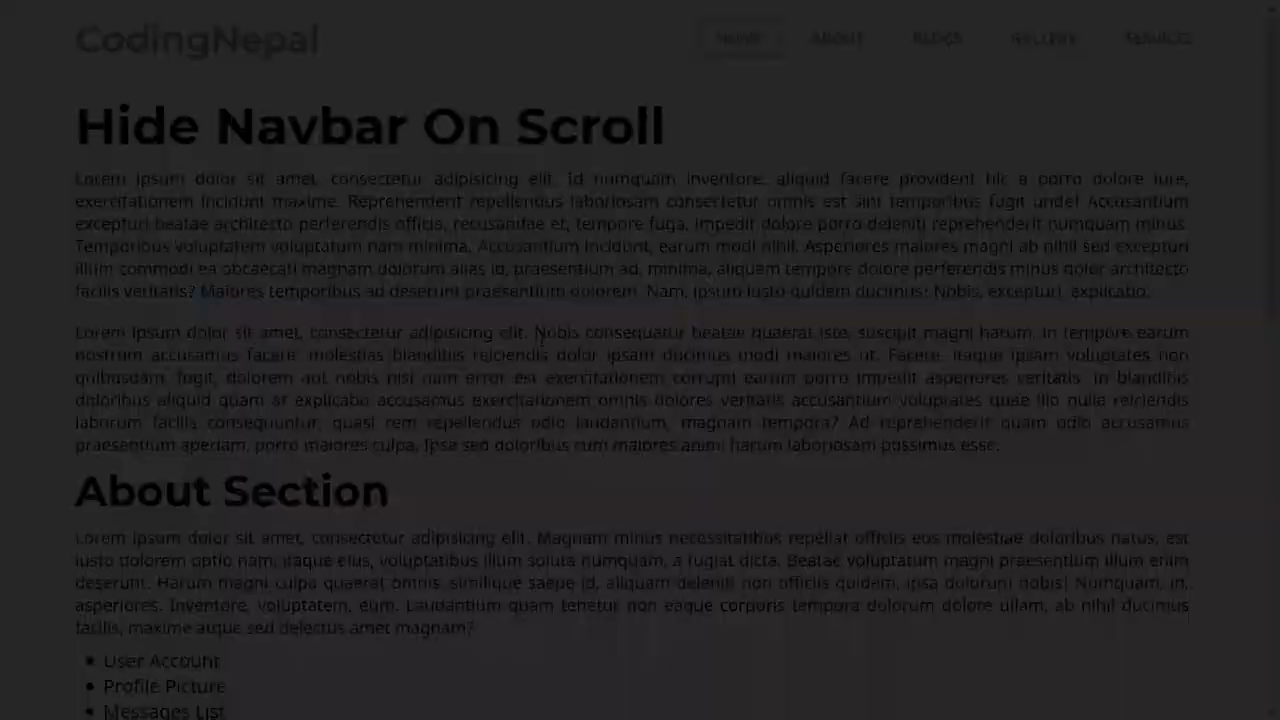 CodingNepal
HOME ABOUT BLOGS GALLERY SERVICES
Hide Navbar On Scroll
Lorem ipsum dolor sit amet, consectetur adipisicing elit. Id numquam inventore, aliquid facere provident hic a porro dolore iure,
exercitationem incidunt maxime. Reprehenderit repellendus laboriosam consectetur omnis est sint temporibus fugit unde! Accusantium
excepturi beatae architecto perferendis officiis, recusandae et, tempore fuga. Impedit dolore porro deleniti reprehenderit numquam minus.
Temporibus voluptatem voluptatum nam minima. Accusantium incidunt, earum modi nihil. Asperiores maiores magni ab nihil sed excepturi
illum commodi ea obcaecati magnam dolorum alias id, praesentium ad, minima, aliquam tempore dolore perferendis minus dolor architecto
facilis veritatis? Maiores temporibus ad deserunt praesentium dolorem. Nam, ipsum iusto quidem ducimus! Nobis, excepturi, explicabo.
Lorem ipsum dolor sit amet, consectetur adipisicing elit. Nobis consequatur beatae quaerat iste, suscipit magni harum. In tempore earum
nostrum accusamus facere molestias blanditiis reiciendis dolor ipsam ducimus modi maiores ut. Facere, itaque ipsam voluptates non
quibusdam, fugit, dolorem aut nobis nisi num error est exercitationem corrupti earum porro impedit asperiores veritatis. In blanditiis
doloribus aliquid quam at explicabo accusamus exercitationem omnis dolores veritatis accusantium voluptates quae illo nulla reiciendis
laborum facilis consequuntur, quasi rem repellendus odio laudantium, magnam tempora? Ad reprehenderit quam odio accusamus
praesentium aperiam, porro maiores culpa. Ipsa sed doloribus cum maiores animi harum laboriosam possimus esse.
About Section
Lorem ipsum dolor sit amet, consectetur adipisicing elit. Magnam minus necessitatibus repellat officiis eos molestiae doloribus natus, est
iusto dolorem optio nam, itaque eius, voluptatibus illum soluta numquam, a fugiat dicta. Beatae voluptatum magni praesentium illum enim
deserunt. Harum magni culpa quaerat omnis, similique saepe id, aliquam deleniti non officiis quidem, ipsa dolorum nobis! Numquam, in,
asperiores. Inventore, voluptatem, eum. Laudantium quam tenetur non eaque corporis tempora dolorum dolore ullam, ab nihil ducimus
facilis, maxime atque sed delectus amet magnam?
User Account
Profile Picture
Messages List